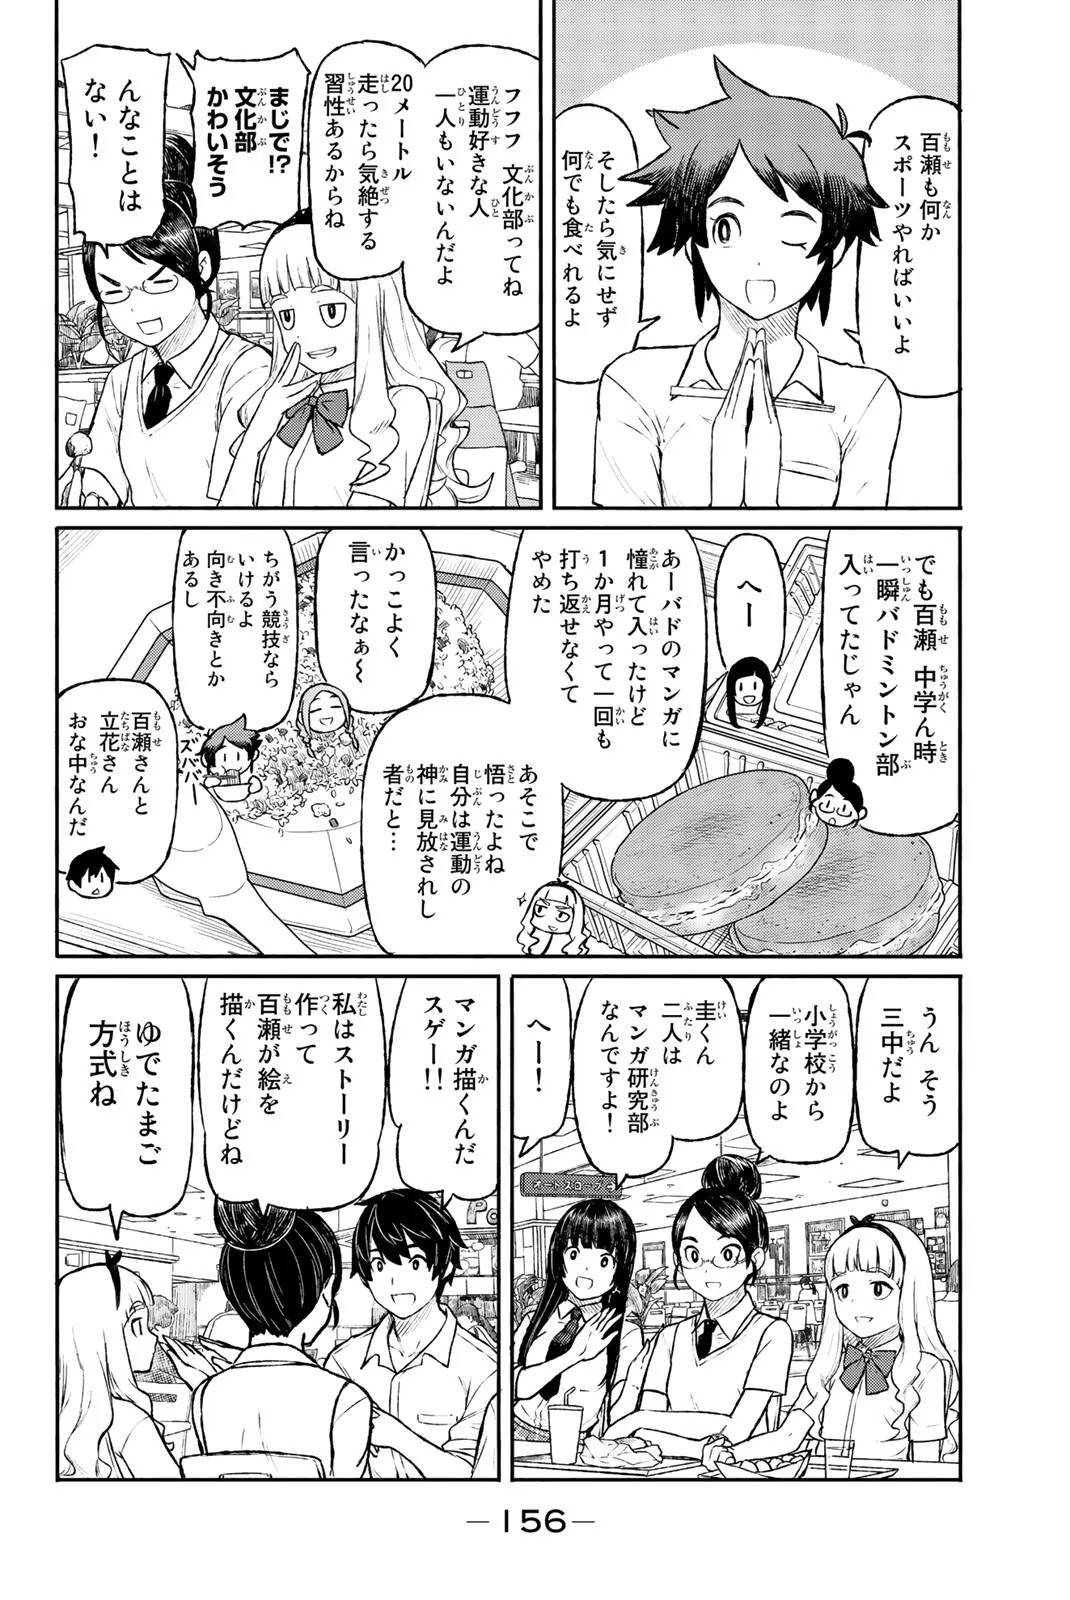 百瀬も何か
スポーツやればいいよ
そしたら気にせず
何でも食べれるよ
フフフ 文化部ってね
運動好きな人
一人もいないんだよ
20メートル
走ったら気絶する
習性あるからね
まじで!?
文化部
かわいそう
んなことは
ない!
でも百瀬 中学ん時
一瞬バドミントン部
入ってたじゃん
へー
あーバドのマンガに
憧れて入ったけど
1か月やって一回も
打ち返せなくて
やめた
あそこで
悟ったよね
自分は運動の
神に見放されし
者だと…
かっこよく
言ったなぁ〜
ちがう競技なら
いけるよ
向き不向きとか
あるし
ズババババー
百瀬さんと
立花さん
おな中なんだ
うん そう
三中だよ
小学校から
一緒なのよ
圭くん
二人は
マンガ研究部
なんですよ!
へー!
オートスロープ
マンガ描くんだ
スゲー!!
私はストーリー
作って
百瀬が絵を
描くんだけどね
ゆでたまご
方式ね
Po
—156—